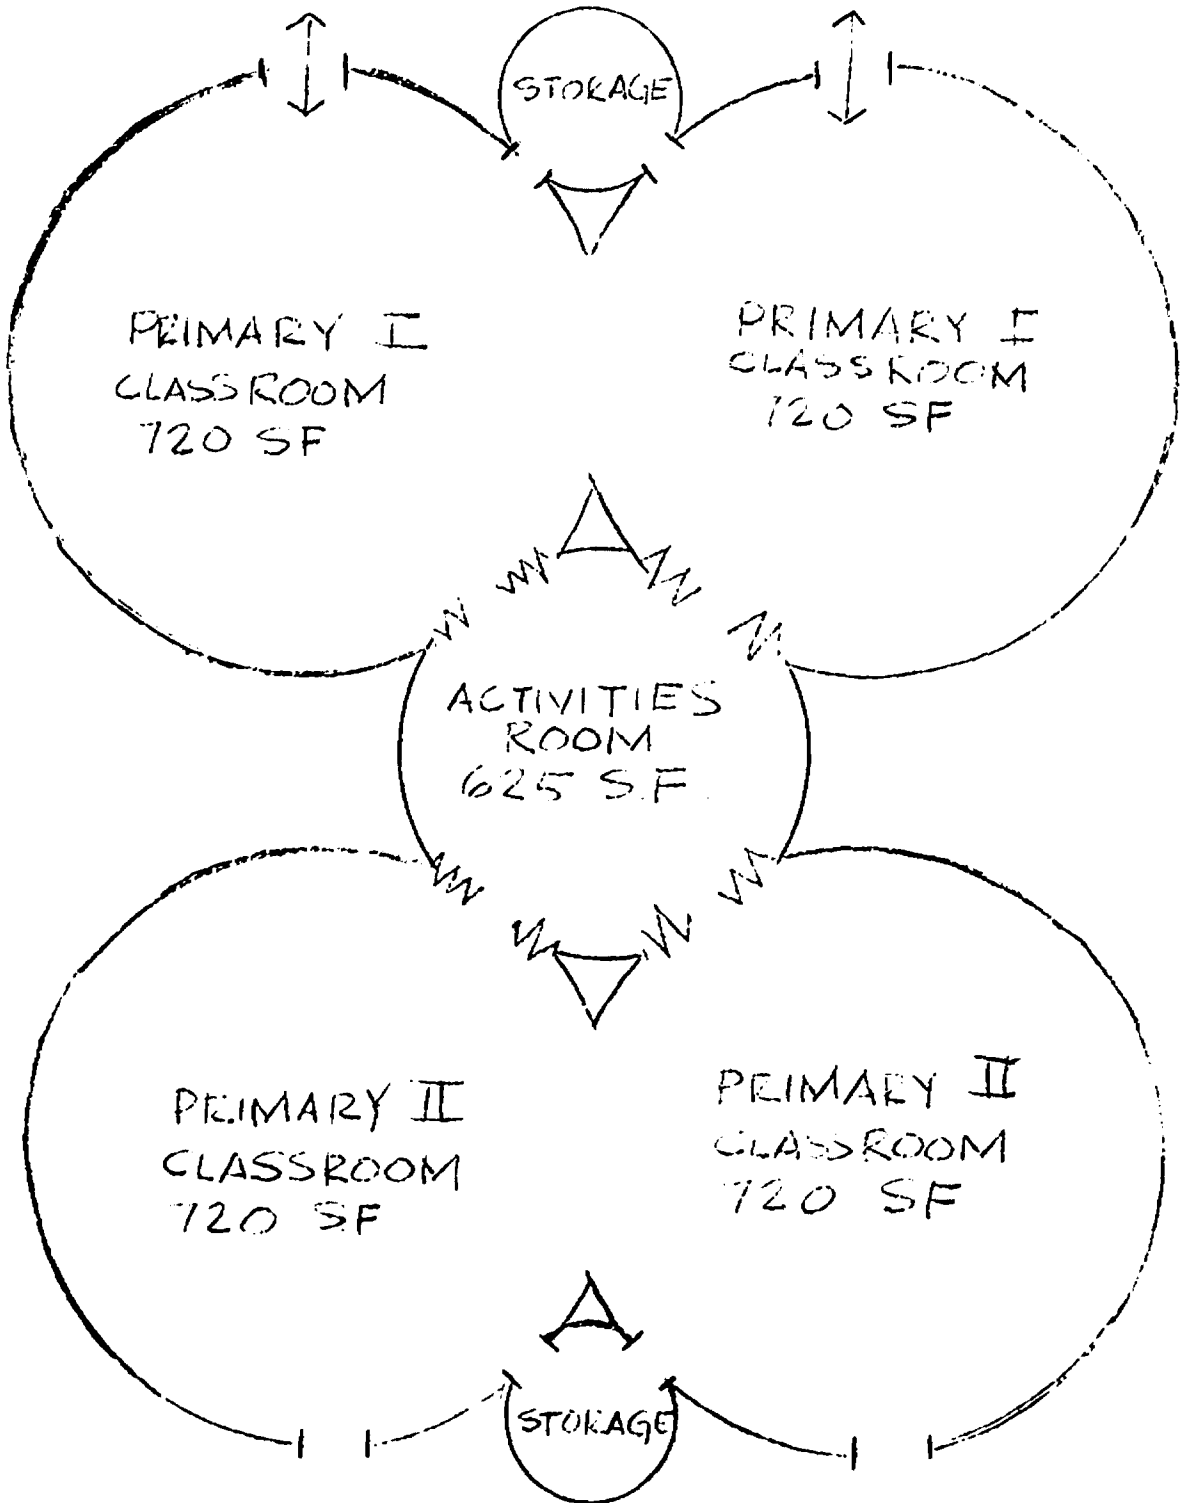 STORAGE
PRIMARY I
CLASSROOM
720 SF
PRIMARY I
CLASSROOM
720 SF
ACTIVITIES
ROOM
625 S.F.
PRIMARY II
CLASSROOM
720 SF
PRIMARY II
CLASSROOM
720 SF
STORAGE